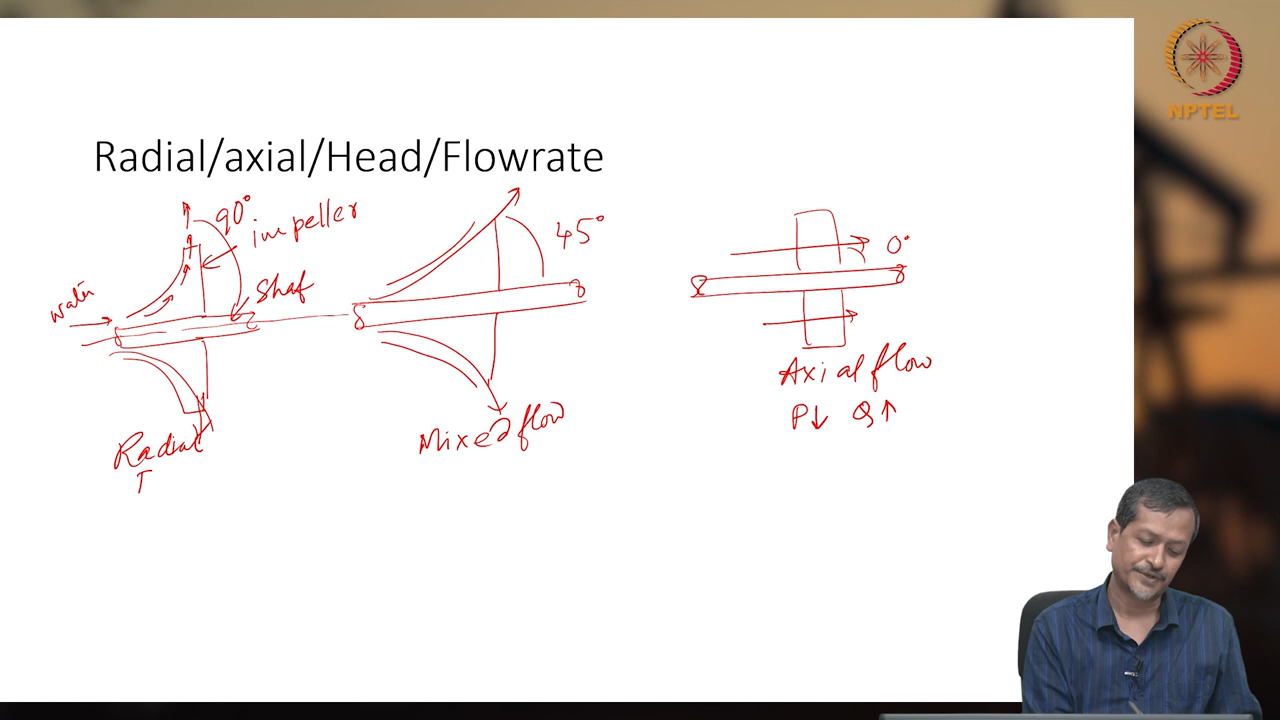 NPTEL
Radial/axial/Head/Flowrate
90°
impeller
water
Shaf
Radial
45°
Mixed flow
0°
Axial flow
P↓ Q↑